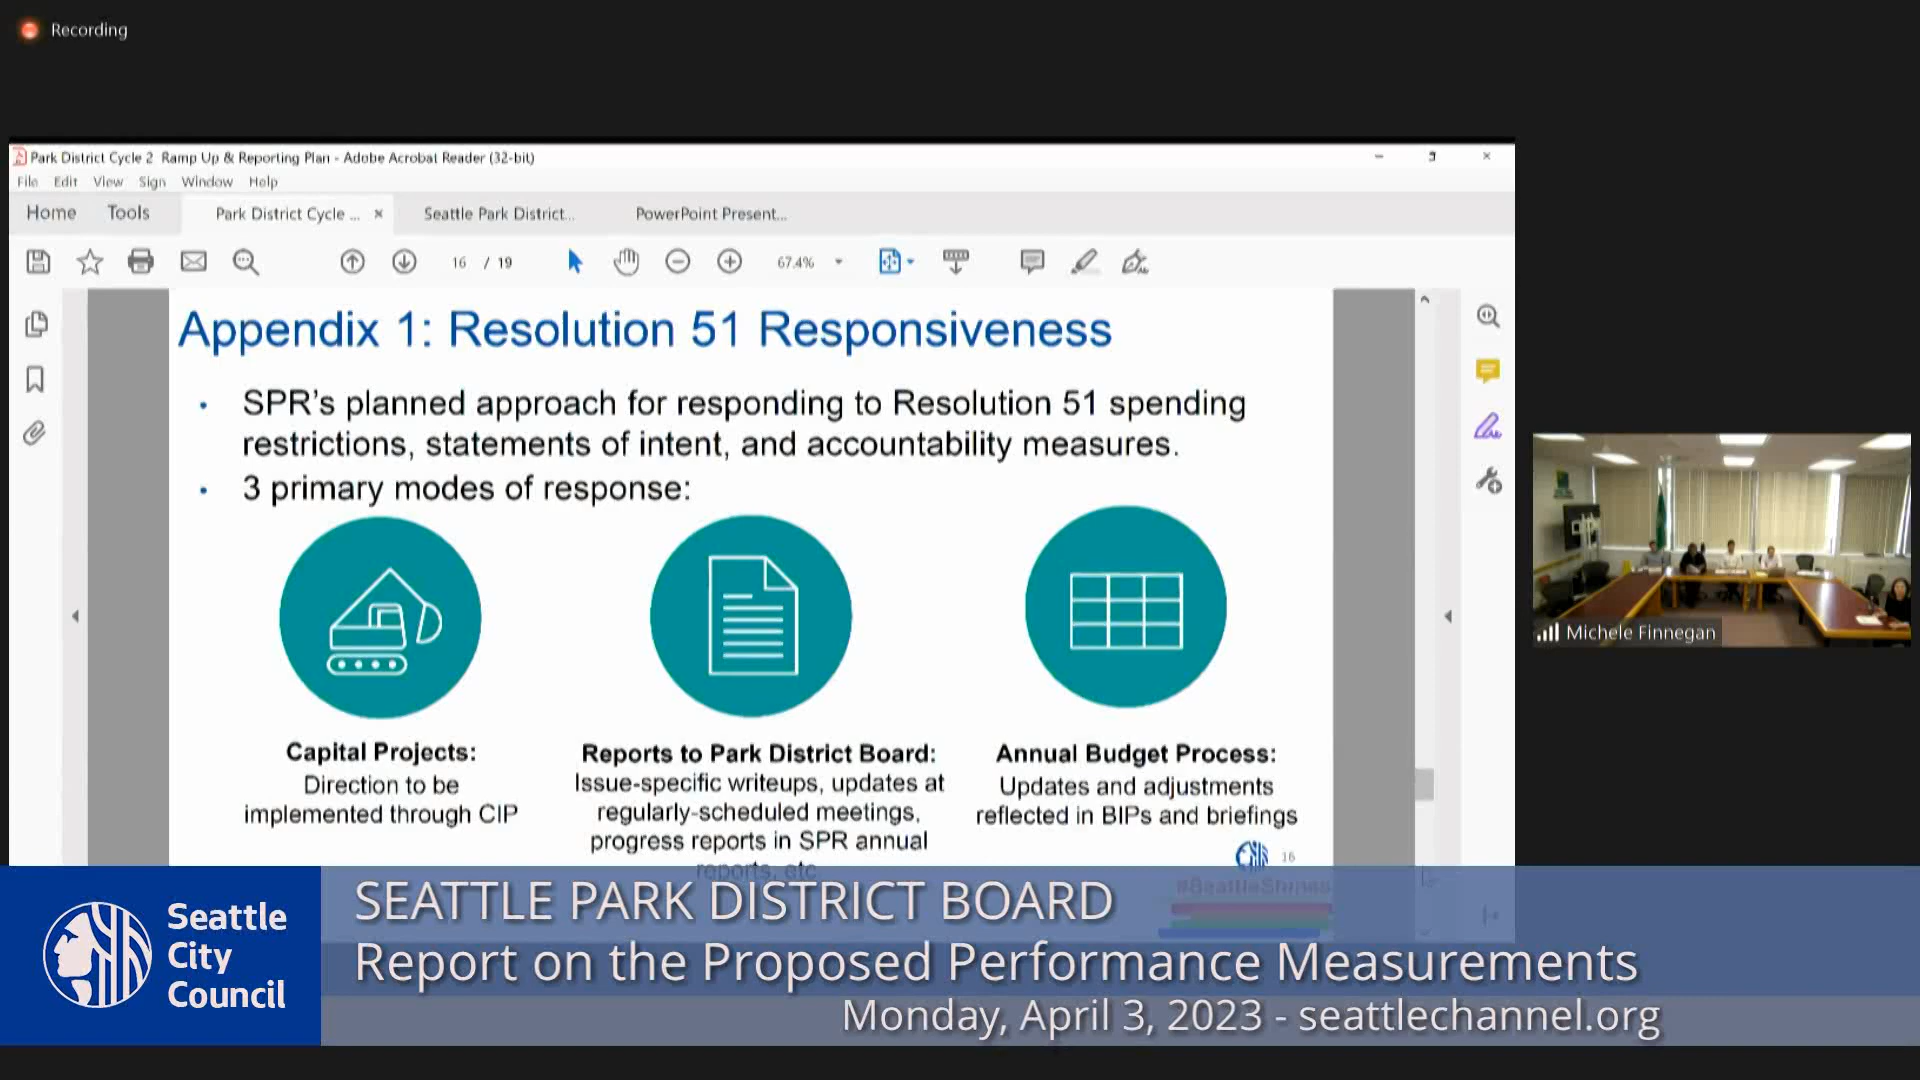 Recording
Park District Cycle 2 Ramp Up & Reporting Plan - Adobe Acrobat Reader (32-bit)
File Edit View Sign Window Help
Home Tools Park District Cycle ... × Seattle Park District... PowerPoint Present...
16 / 19 67.4%
Appendix 1: Resolution 51 Responsiveness
• SPR's planned approach for responding to Resolution 51 spending
restrictions, statements of intent, and accountability measures.
• 3 primary modes of response:
Capital Projects:
Direction to be
implemented through CIP
Reports to Park District Board:
Issue-specific writeups, updates at
regularly-scheduled meetings,
progress reports in SPR annual
reports, etc
Annual Budget Process:
Updates and adjustments
reflected in BIPs and briefings
16
#SeattleShines
Michele Finnegan
Seattle
City
Council
SEATTLE PARK DISTRICT BOARD
Report on the Proposed Performance Measurements
Monday, April 3, 2023 - seattlechannel.org